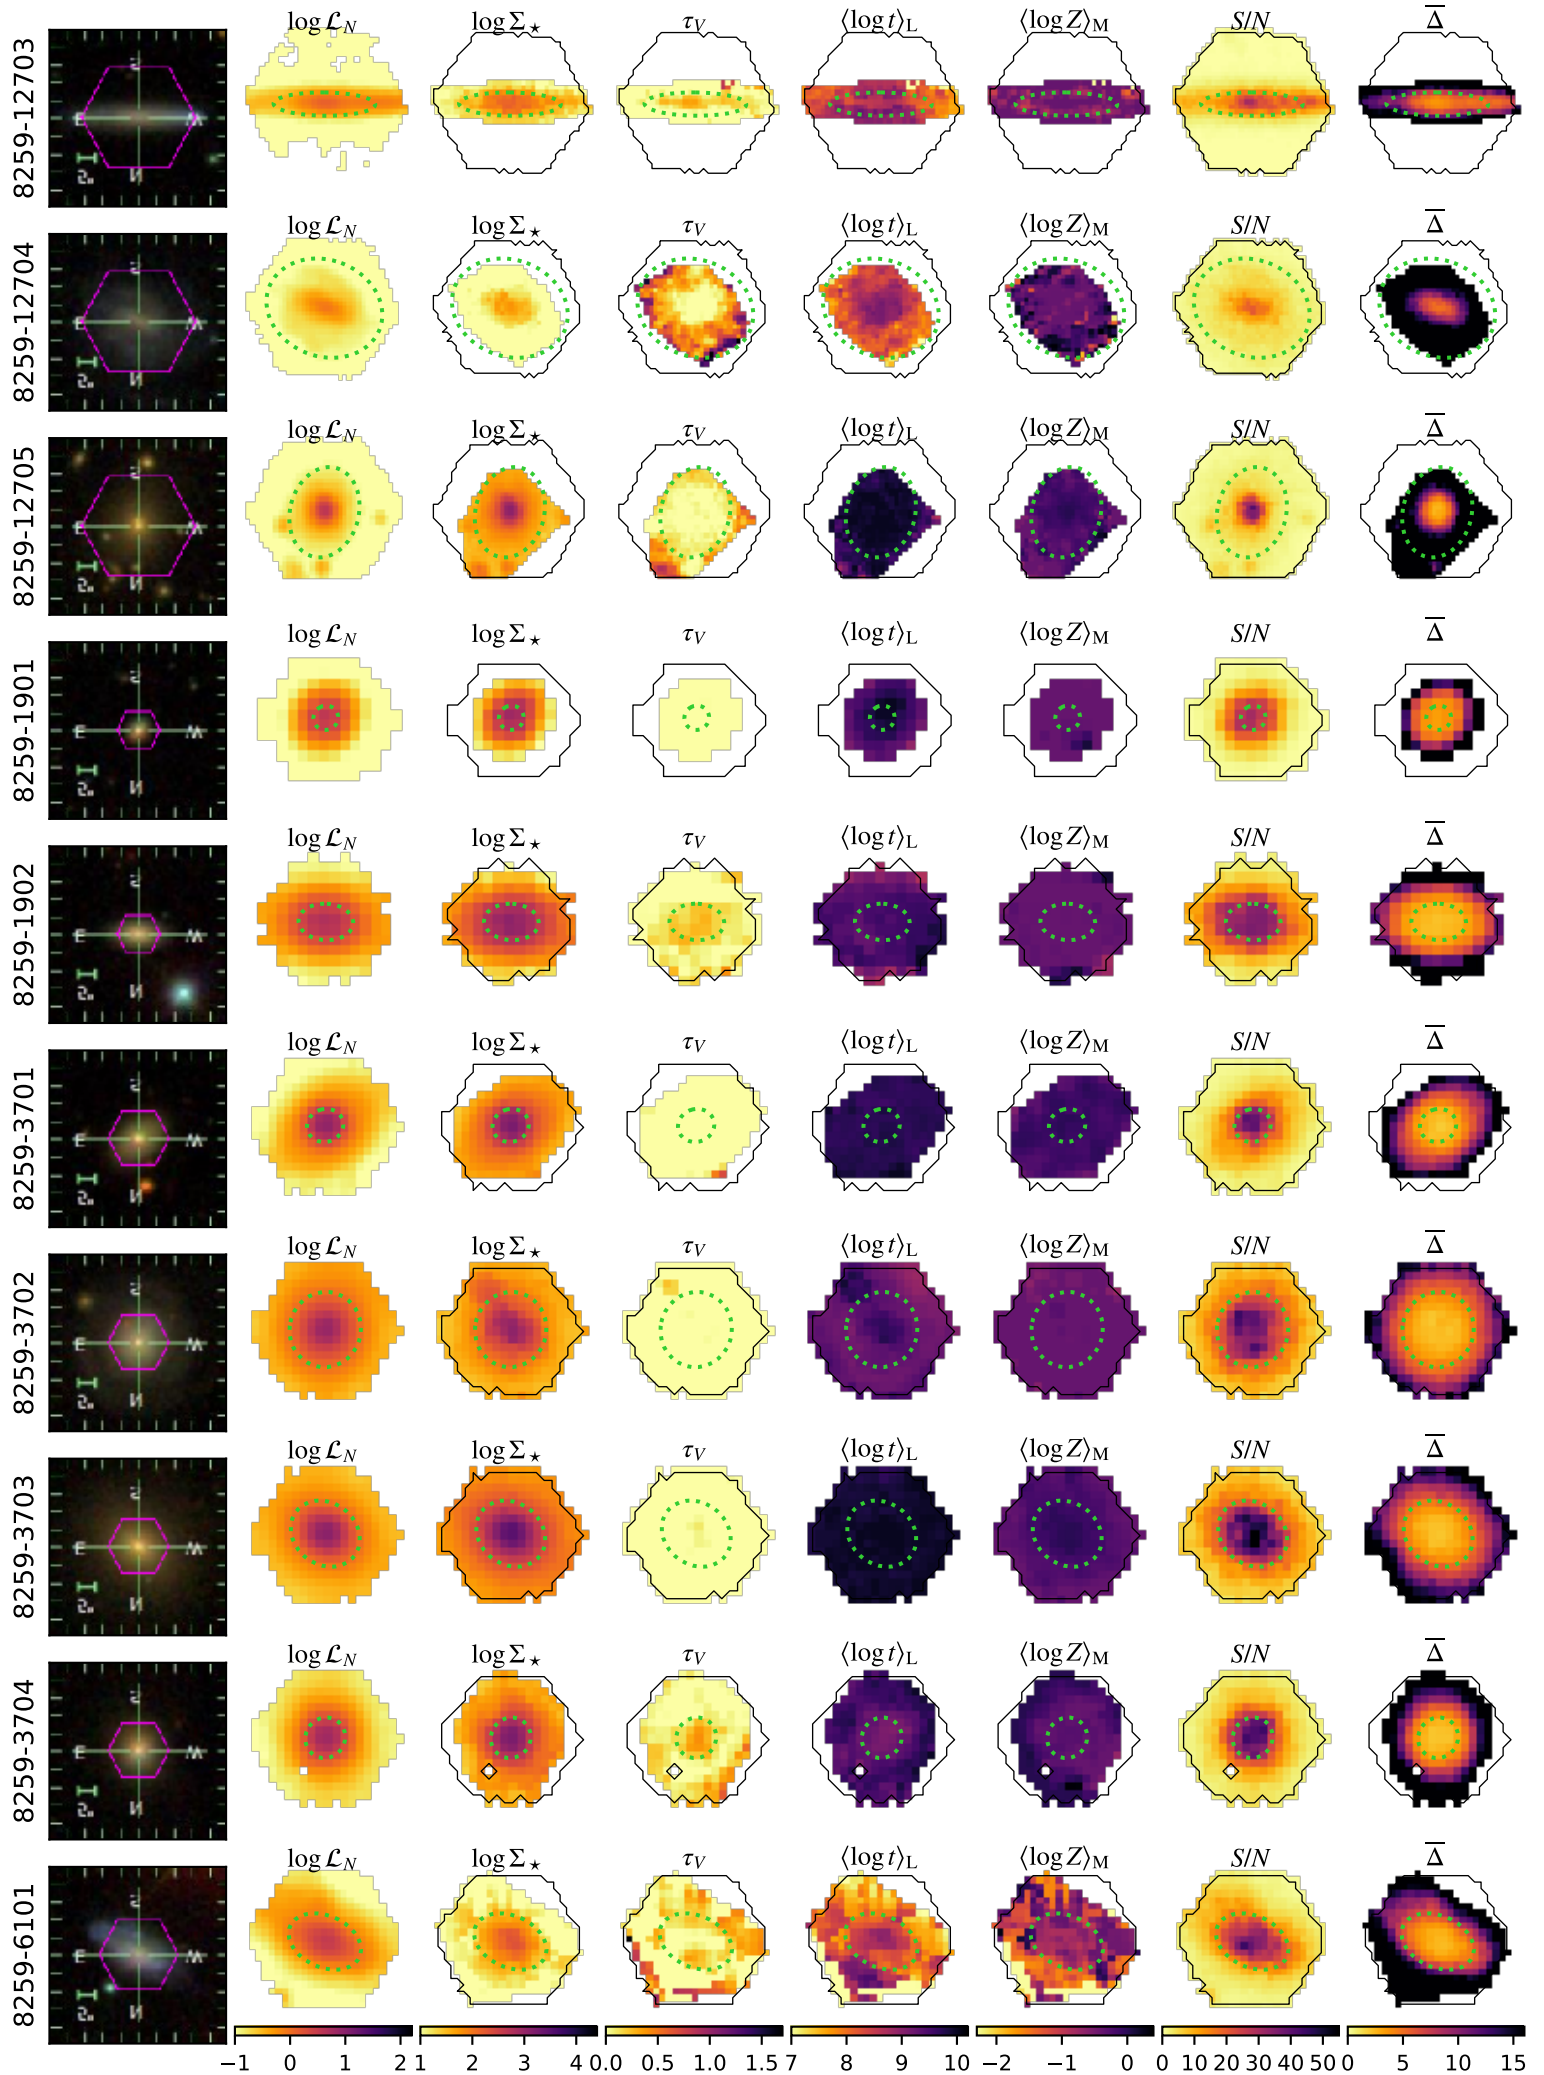 log ℒ_N log Σ⋆ τ_V ⟨log t⟩_L ⟨log Z⟩_M S/N Δ̅
8259-12703
log ℒ_N log Σ⋆ τ_V ⟨log t⟩_L ⟨log Z⟩_M S/N Δ̅
8259-12704
log ℒ_N log Σ⋆ τ_V ⟨log t⟩_L ⟨log Z⟩_M S/N Δ̅
8259-12705
log ℒ_N log Σ⋆ τ_V ⟨log t⟩_L ⟨log Z⟩_M S/N Δ̅
8259-1901
log ℒ_N log Σ⋆ τ_V ⟨log t⟩_L ⟨log Z⟩_M S/N Δ̅
8259-1902
log ℒ_N log Σ⋆ τ_V ⟨log t⟩_L ⟨log Z⟩_M S/N Δ̅
8259-3701
log ℒ_N log Σ⋆ τ_V ⟨log t⟩_L ⟨log Z⟩_M S/N Δ̅
8259-3702
log ℒ_N log Σ⋆ τ_V ⟨log t⟩_L ⟨log Z⟩_M S/N Δ̅
8259-3703
log ℒ_N log Σ⋆ τ_V ⟨log t⟩_L ⟨log Z⟩_M S/N Δ̅
8259-3704
log ℒ_N log Σ⋆ τ_V ⟨log t⟩_L ⟨log Z⟩_M S/N Δ̅
8259-6101
−1 0 1 2 1 2 3 4 0.0 0.5 1.0 1.5 7 8 9 10 −2 −1 0 0 10 20 30 40 50 0 5 10 15